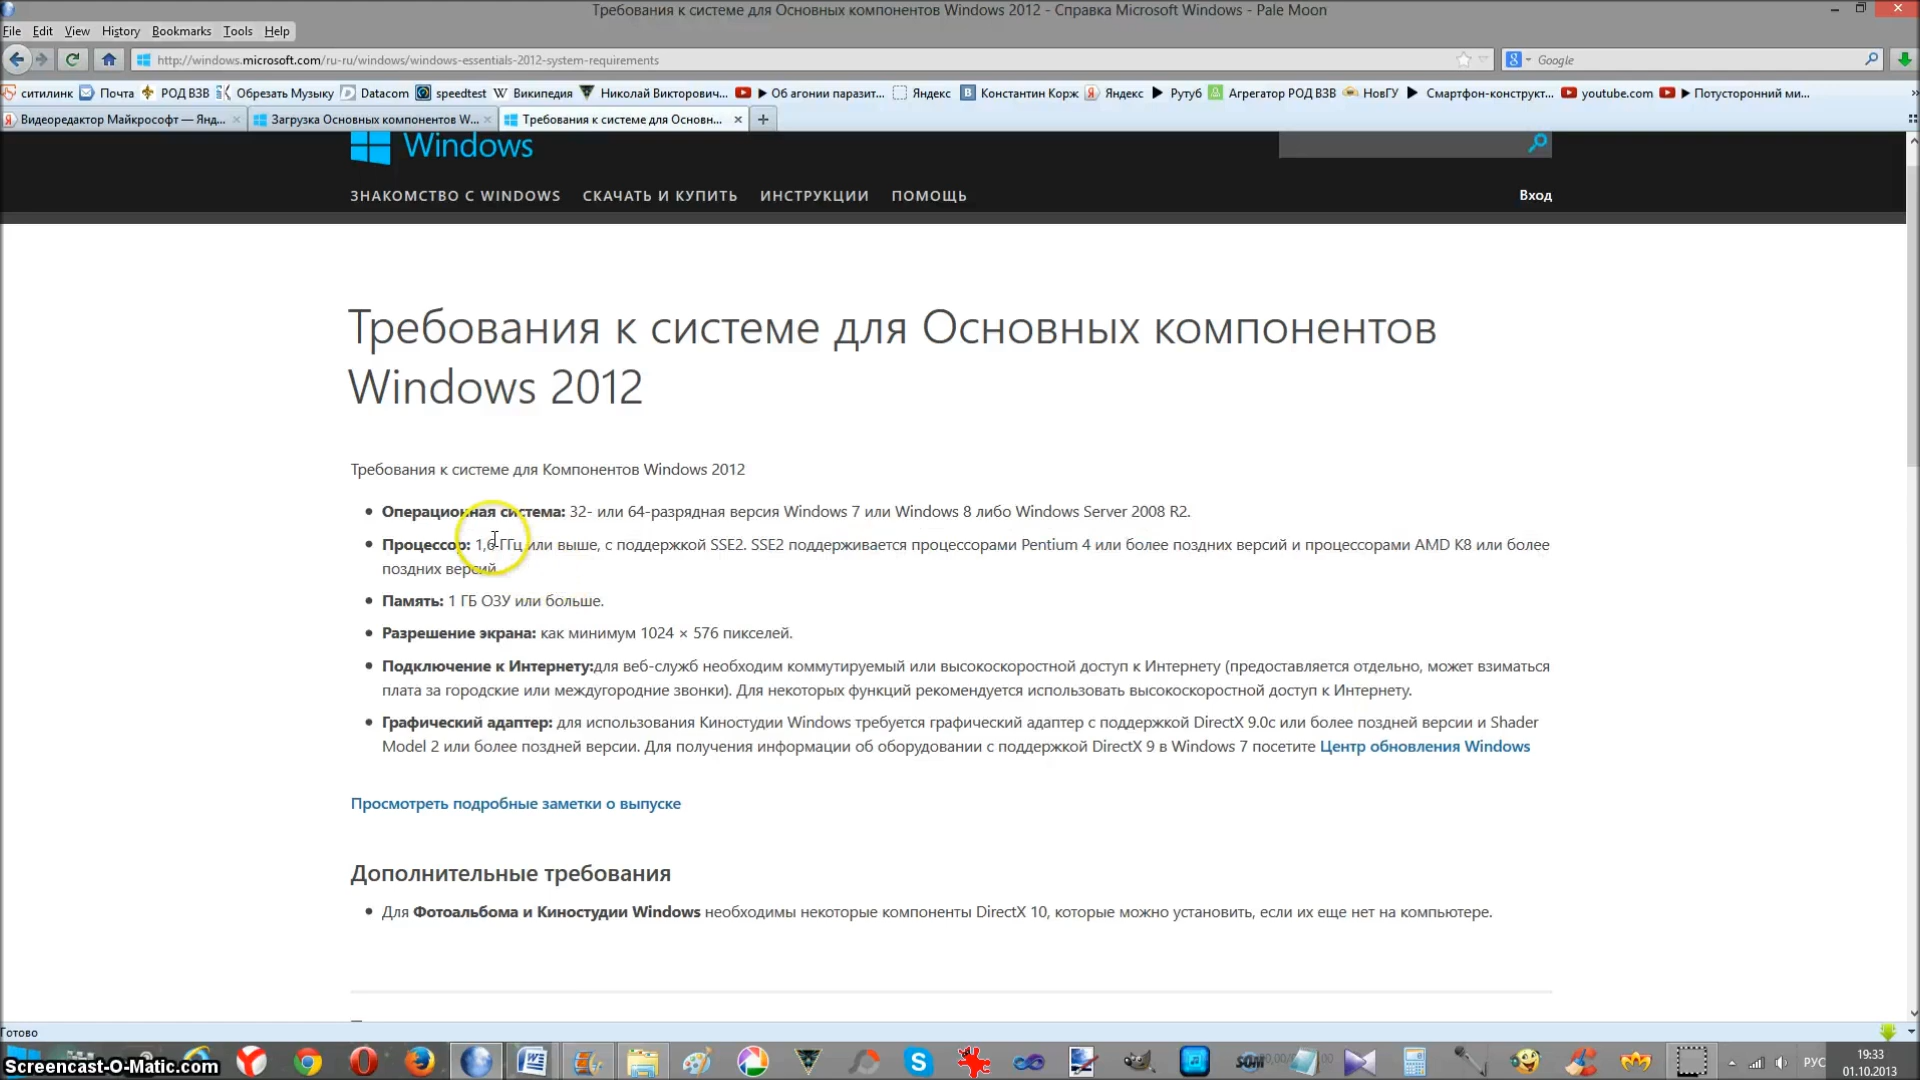 Требования к системе для Основных компонентов Windows 2012 - Справка Microsoft Windows - Pale Moon
File Edit View History Bookmarks Tools Help
http://windows.microsoft.com/ru-ru/windows/windows-essentials-2012-system-requirements
Google
ситилинк Почта РОД ВЗВ Обрезать Музыку Datacom speedtest Википедия Николай Викторович... Об агонии паразит... Яндекс Константин Корж Яндекс Рутуб Агрегатор РОД ВЗВ НовГУ Смартфон-конструкт... youtube.com Потусторонний ми...
Видеоредактор Майкрософт — Янд... Загрузка Основных компонентов W... Требования к системе для Основн...
Windows
ЗНАКОМСТВО С WINDOWS СКАЧАТЬ И КУПИТЬ ИНСТРУКЦИИ ПОМОЩЬ Вход
Требования к системе для Основных компонентов
Windows 2012
Требования к системе для Компонентов Windows 2012
Операционная система: 32- или 64-разрядная версия Windows 7 или Windows 8 либо Windows Server 2008 R2.
Процессор: 1,6 ГГц или выше, с поддержкой SSE2. SSE2 поддерживается процессорами Pentium 4 или более поздних версий и процессорами AMD K8 или более
поздних версий.
Память: 1 ГБ ОЗУ или больше.
Разрешение экрана: как минимум 1024 × 576 пикселей.
Подключение к Интернету:для веб-служб необходим коммутируемый или высокоскоростной доступ к Интернету (предоставляется отдельно, может взиматься
плата за городские или междугородние звонки). Для некоторых функций рекомендуется использовать высокоскоростной доступ к Интернету.
Графический адаптер: для использования Киностудии Windows требуется графический адаптер с поддержкой DirectX 9.0c или более поздней версии и Shader
Model 2 или более поздней версии. Для получения информации об оборудовании с поддержкой DirectX 9 в Windows 7 посетите Центр обновления Windows
Просмотреть подробные заметки о выпуске
Дополнительные требования
Для Фотоальбома и Киностудии Windows необходимы некоторые компоненты DirectX 10, которые можно установить, если их еще нет на компьютере.
Готово
Screencast-O-Matic.com
SOM
РУС
19:33
01.10.2013